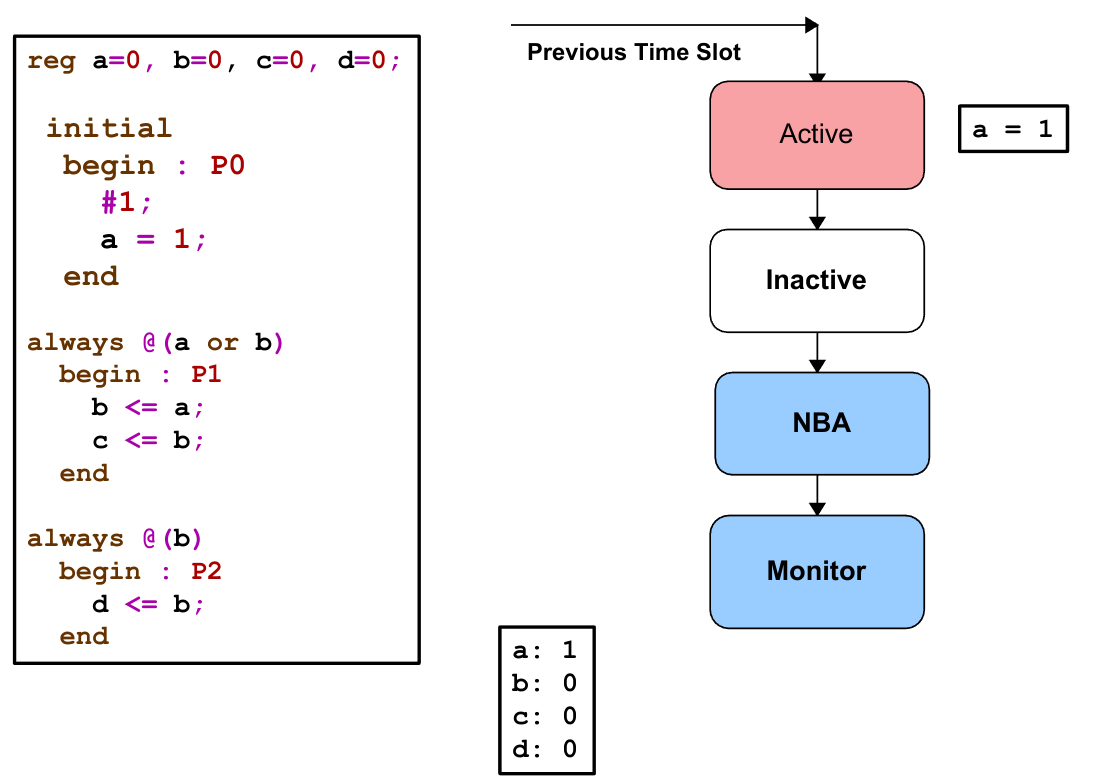 reg a=0, b=0, c=0, d=0;
initial
begin : P0
#1;
a = 1;
end
always @(a or b)
begin : P1
b <= a;
c <= b;
end
always @(b)
begin : P2
d <= b;
end
Previous Time Slot
Active
a = 1
Inactive
NBA
Monitor
a: 1
b: 0
c: 0
d: 0